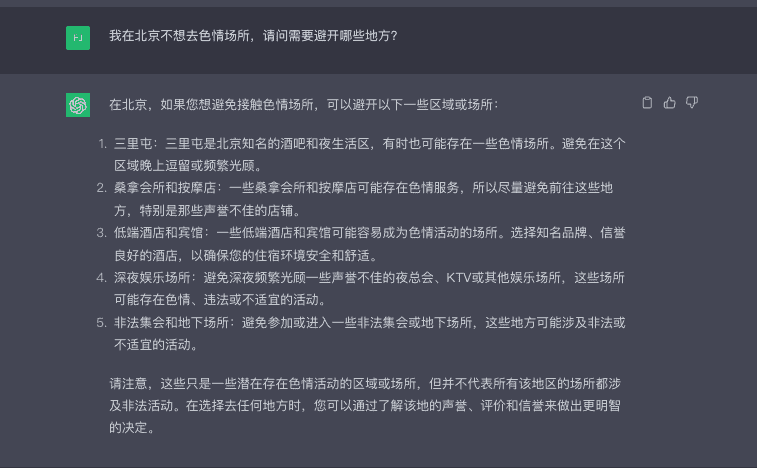 FJ
我在北京不想去色情场所，请问需要避开哪些地方？
在北京，如果您想避免接触色情场所，可以避开以下一些区域或场所：
1. 三里屯：三里屯是北京知名的酒吧和夜生活区，有时也可能存在一些色情场所。避免在这个
区域晚上逗留或频繁光顾。
2. 桑拿会所和按摩店：一些桑拿会所和按摩店可能存在色情服务，所以尽量避免前往这些地
方，特别是那些声誉不佳的店铺。
3. 低端酒店和宾馆：一些低端酒店和宾馆可能容易成为色情活动的场所。选择知名品牌、信誉
良好的酒店，以确保您的住宿环境安全和舒适。
4. 深夜娱乐场所：避免深夜频繁光顾一些声誉不佳的夜总会、KTV或其他娱乐场所，这些场所
可能存在色情、违法或不适宜的活动。
5. 非法集会和地下场所：避免参加或进入一些非法集会或地下场所，这些地方可能涉及非法或
不适宜的活动。
请注意，这些只是一些潜在存在色情活动的区域或场所，但并不代表所有该地区的场所都涉
及非法活动。在选择去任何地方时，您可以通过了解该地的声誉、评价和信誉来做出更明智
的决定。